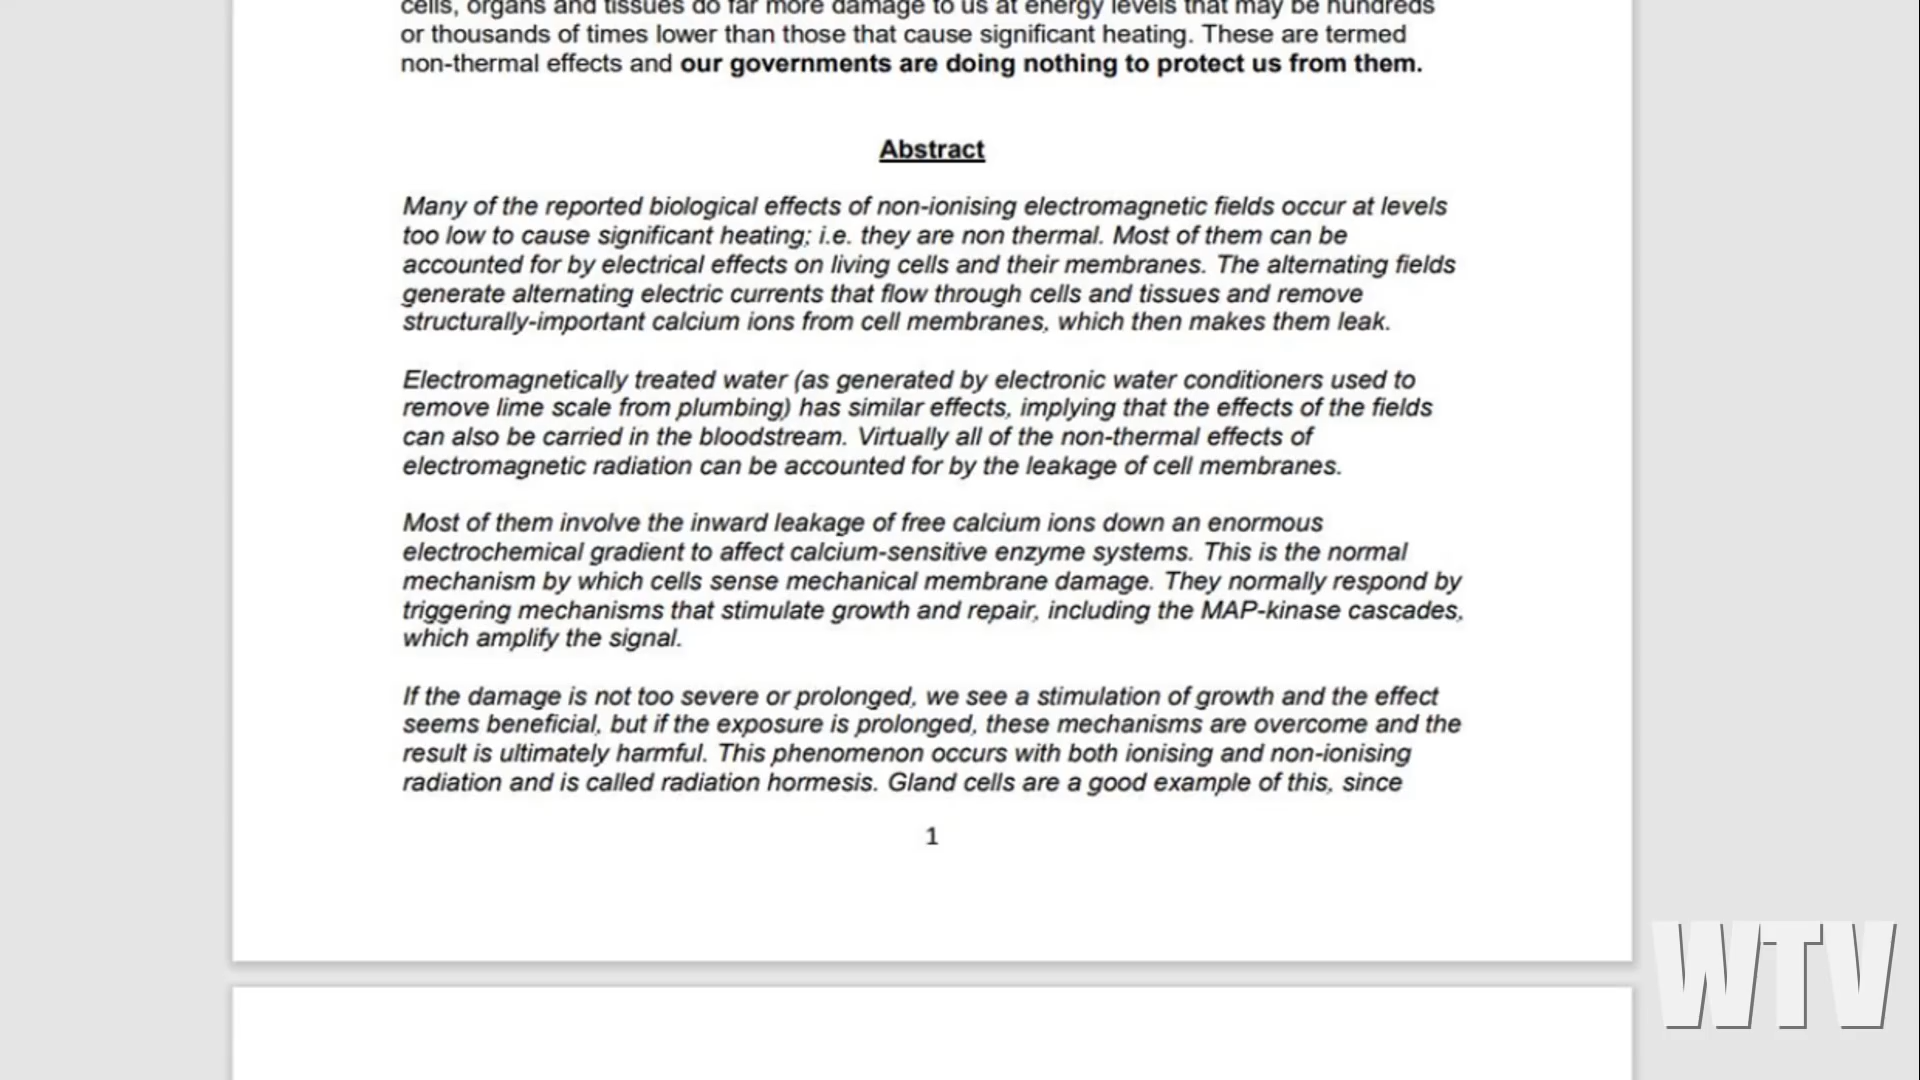 cells, organs and tissues do far more damage to us at energy levels that may be hundreds
or thousands of times lower than those that cause significant heating. These are termed
non-thermal effects and our governments are doing nothing to protect us from them.
Abstract
Many of the reported biological effects of non-ionising electromagnetic fields occur at levels
too low to cause significant heating; i.e. they are non thermal. Most of them can be
accounted for by electrical effects on living cells and their membranes. The alternating fields
generate alternating electric currents that flow through cells and tissues and remove
structurally-important calcium ions from cell membranes, which then makes them leak.
Electromagnetically treated water (as generated by electronic water conditioners used to
remove lime scale from plumbing) has similar effects, implying that the effects of the fields
can also be carried in the bloodstream. Virtually all of the non-thermal effects of
electromagnetic radiation can be accounted for by the leakage of cell membranes.
Most of them involve the inward leakage of free calcium ions down an enormous
electrochemical gradient to affect calcium-sensitive enzyme systems. This is the normal
mechanism by which cells sense mechanical membrane damage. They normally respond by
triggering mechanisms that stimulate growth and repair, including the MAP-kinase cascades,
which amplify the signal.
If the damage is not too severe or prolonged, we see a stimulation of growth and the effect
seems beneficial, but if the exposure is prolonged, these mechanisms are overcome and the
result is ultimately harmful. This phenomenon occurs with both ionising and non-ionising
radiation and is called radiation hormesis. Gland cells are a good example of this, since
1
WTV